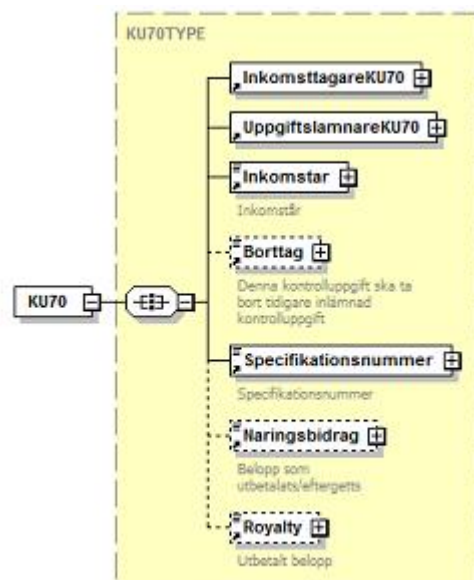 KU70TYPE
InkomsttagareKU70
UppgiftslamnareKU70
Inkomstar
Inkomstår
Borttag
Denna kontrolluppgift ska ta
bort tidigare inlämnad
kontrolluppgift
KU70
Specifikationsnummer
Specifikationsnummer
Naringsbidrag
Belopp som
utbetalats/eftergetts
Royalty
Utbetalt belopp